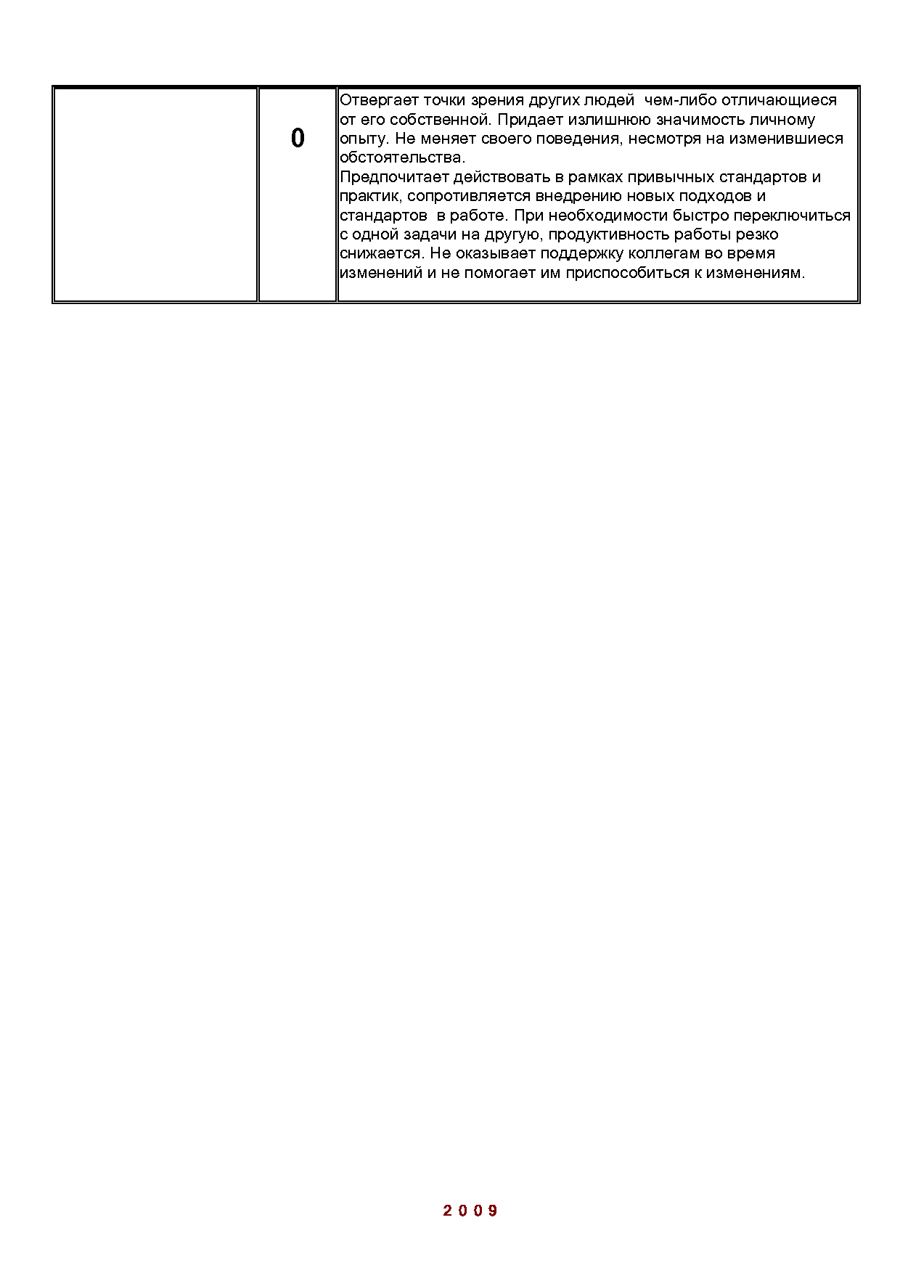 0
Отвергает точки зрения других людей  чем-либо отличающиеся
от его собственной. Придает излишнюю значимость личному
опыту. Не меняет своего поведения, несмотря на изменившиеся
обстоятельства.
Предпочитает действовать в рамках привычных стандартов и
практик, сопротивляется внедрению новых подходов и
стандартов  в работе. При необходимости быстро переключиться
с одной задачи на другую, продуктивность работы резко
снижается. Не оказывает поддержку коллегам во время
изменений и не помогает им приспособиться к изменениям.
2009